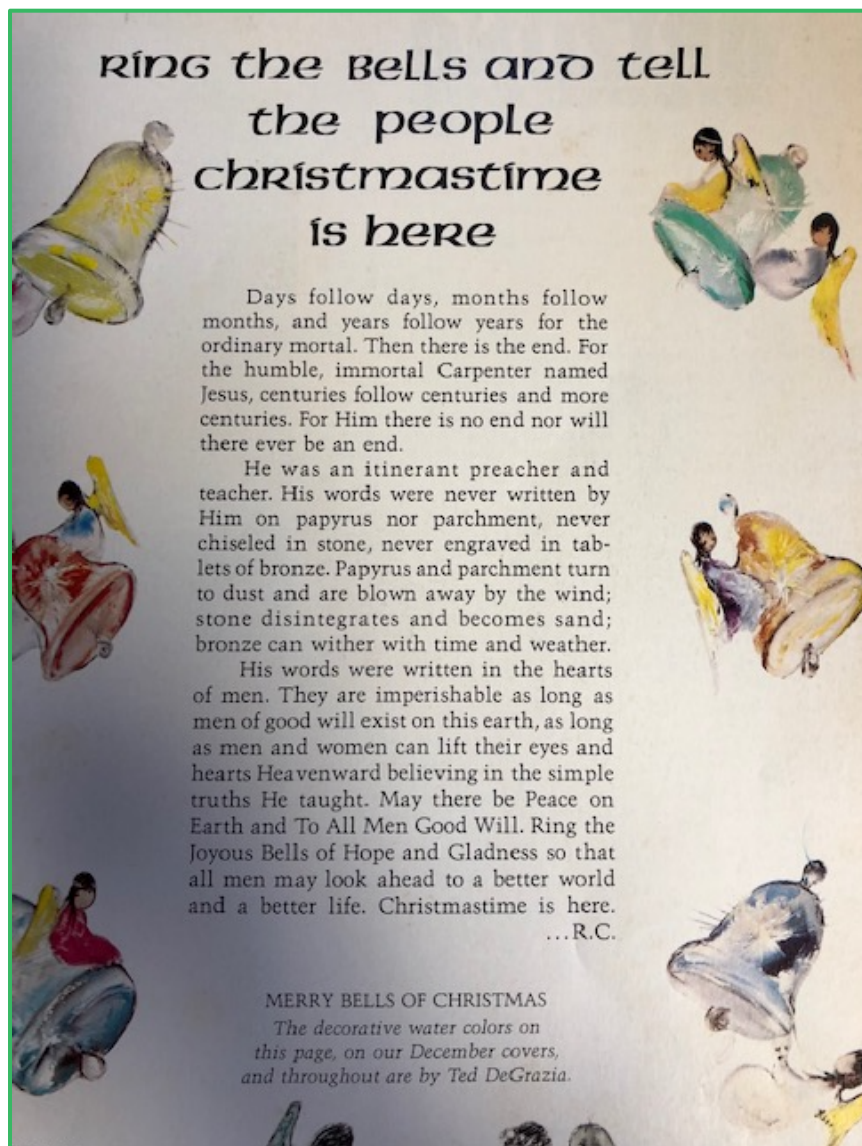 Ring the Bells and tell
the people
christmastime
is here
Days follow days, months follow
months, and years follow years for the
ordinary mortal. Then there is the end. For
the humble, immortal Carpenter named
Jesus, centuries follow centuries and more
centuries. For Him there is no end nor will
there ever be an end.
He was an itinerant preacher and
teacher. His words were never written by
Him on papyrus nor parchment, never
chiseled in stone, never engraved in tab-
lets of bronze. Papyrus and parchment turn
to dust and are blown away by the wind;
stone disintegrates and becomes sand;
bronze can wither with time and weather.
His words were written in the hearts
of men. They are imperishable as long as
men of good will exist on this earth, as long
as men and women can lift their eyes and
hearts Heavenward believing in the simple
truths He taught. May there be Peace on
Earth and To All Men Good Will. Ring the
Joyous Bells of Hope and Gladness so that
all men may look ahead to a better world
and a better life. Christmastime is here.
...R.C.
MERRY BELLS OF CHRISTMAS
The decorative water colors on
this page, on our December covers,
and throughout are by Ted DeGrazia.